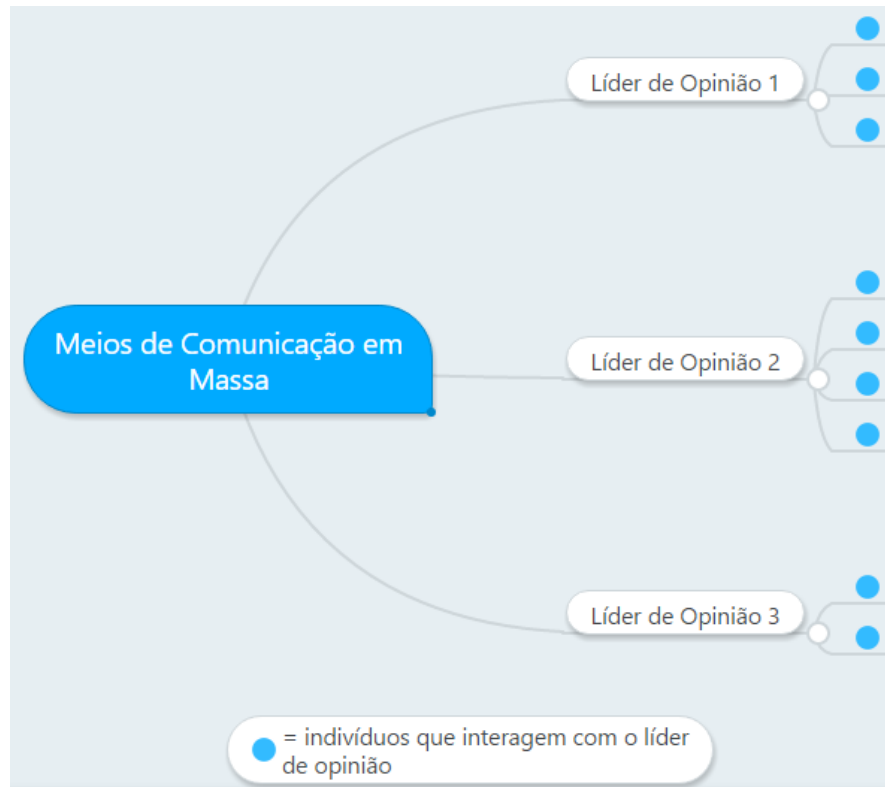 Líder de Opinião 1
Meios de Comunicação em
Massa
Líder de Opinião 2
Líder de Opinião 3
= indivíduos que interagem com o líder
de opinião